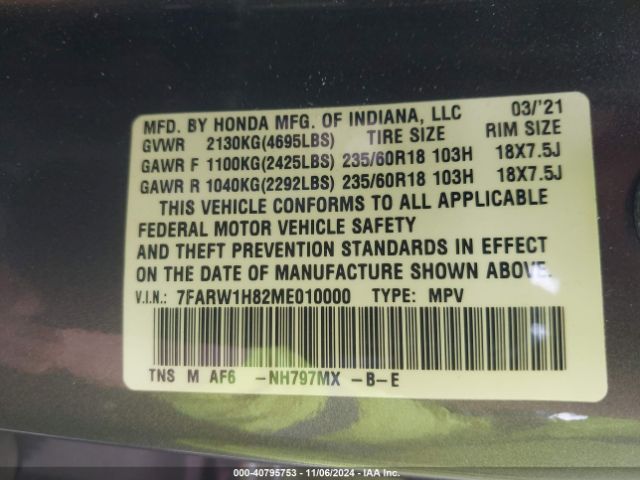 MFD. BY HONDA MFG. OF INDIANA, LLC 03/'21
GVWR 2130KG(4695LBS) TIRE SIZE RIM SIZE
GAWR F 1100KG(2425LBS) 235/60R18 103H 18X7.5J
GAWR R 1040KG(2292LBS) 235/60R18 103H 18X7.5J
THIS VEHICLE CONFORMS TO ALL APPLICABLE
FEDERAL MOTOR VEHICLE SAFETY
AND THEFT PREVENTION STANDARDS IN EFFECT
ON THE DATE OF MANUFACTURE SHOWN ABOVE.
V.I.N.: 7FARW1H82ME010000 TYPE: MPV
TNS M AF6 -NH797MX -B-E
000-40795753 - 11/06/2024 - IAA Inc.